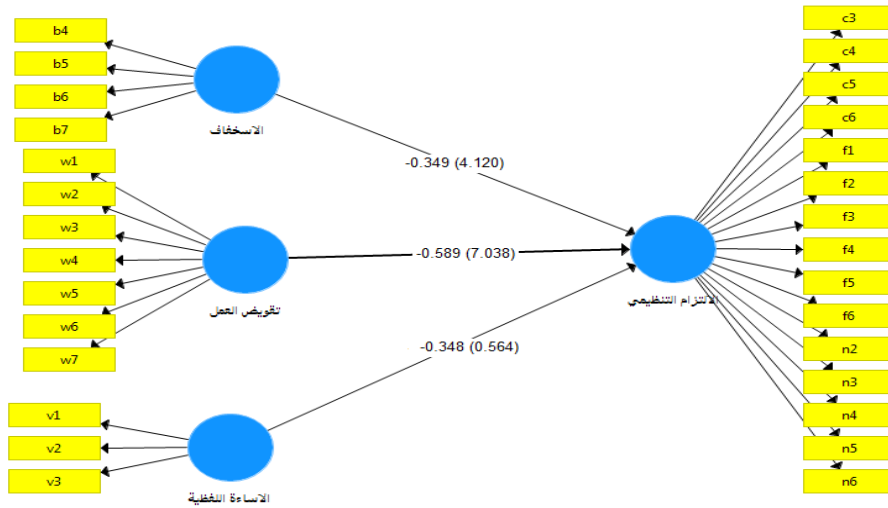 b4
b5
b6
b7
الاسخفاف
w1
w2
w3
w4
w5
w6
w7
تقويض العمل
v1
v2
v3
الاساءة اللفظية
-0.349 (4.120)
-0.589 (7.038)
-0.348 (0.564)
الالتزام التنظيمي
c3
c4
c5
c6
f1
f2
f3
f4
f5
f6
n2
n3
n4
n5
n6